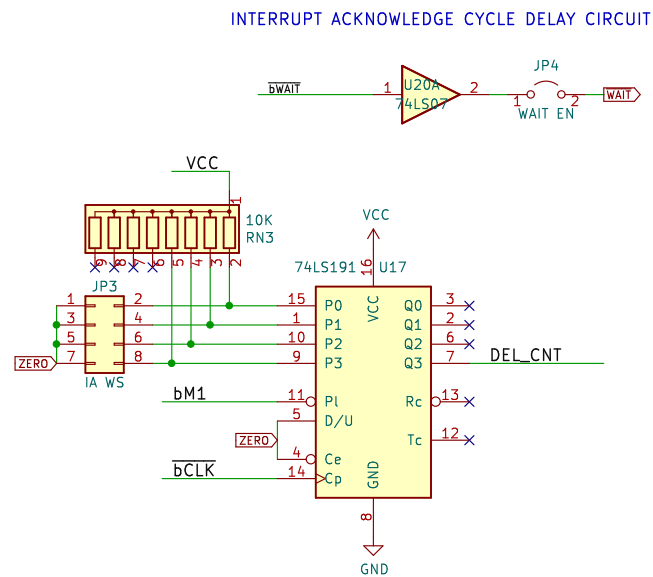 INTERRUPT ACKNOWLEDGE CYCLE DELAY CIRCUIT
JP4
bWAIT
1
U20A
74LS07
2
1
2
WAIT
WAIT EN
VCC
1
10K
RN3
9
8
7
6
5
4
3
2
VCC
74LS191
16
U17
JP3
1
2
3
4
5
6
7
8
ZERO
IA WS
15
P0
VCC
Q0
3
1
P1
Q1
2
10
P2
Q2
6
9
P3
Q3
7
DEL_CNT
bM1
11
Pl
Rc
13
5
D/U
ZERO
Tc
12
4
Ce
bCLK
14
Cp
GND
8
GND